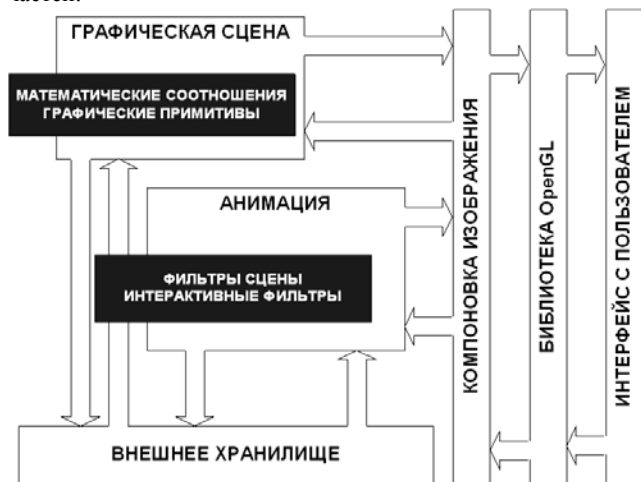 частей.
ГРАФИЧЕСКАЯ СЦЕНА
МАТЕМАТИЧЕСКИЕ СООТНОШЕНИЯ
ГРАФИЧЕСКИЕ ПРИМИТИВЫ
АНИМАЦИЯ
ФИЛЬТРЫ СЦЕНЫ
ИНТЕРАКТИВНЫЕ ФИЛЬТРЫ
ВНЕШНЕЕ ХРАНИЛИЩЕ
КОМПОНОВКА ИЗОБРАЖЕНИЯ
БИБЛИОТЕКА OpenGL
ИНТЕРФЕЙС С ПОЛЬЗОВАТЕЛЕМ